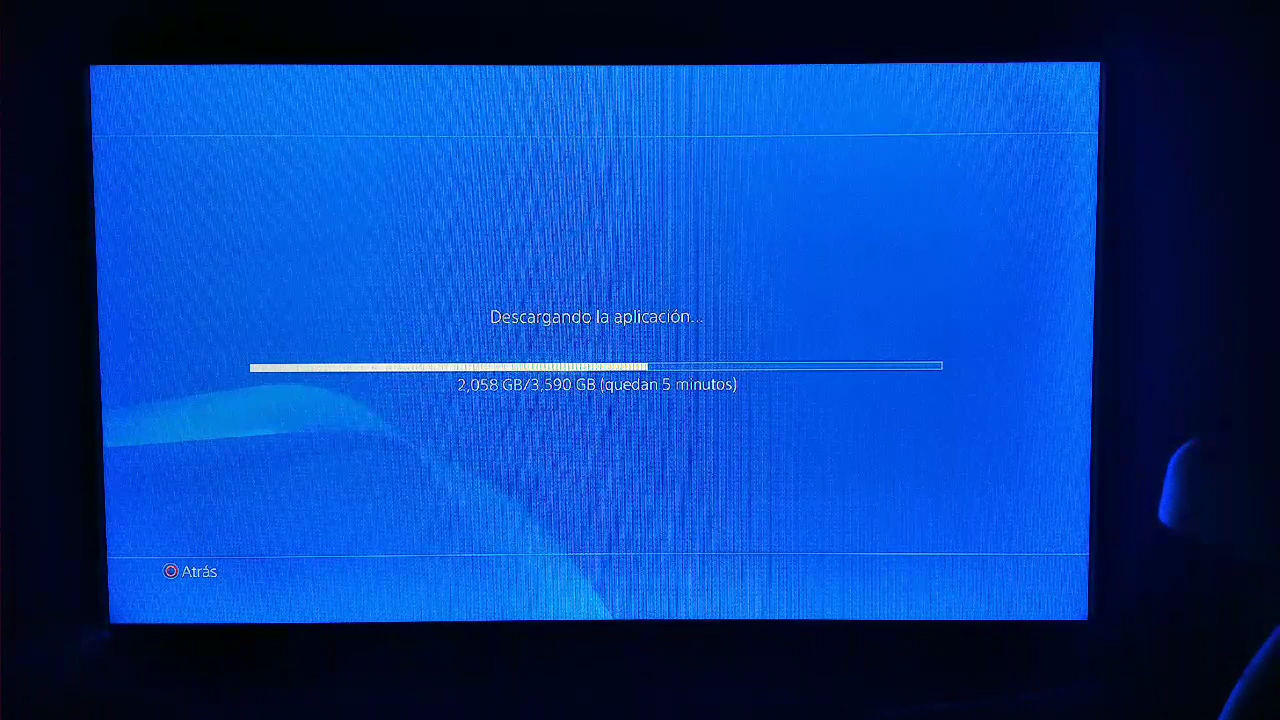 Descargando la aplicación...
2,058 GB/3,590 GB (quedan 5 minutos)
Atrás